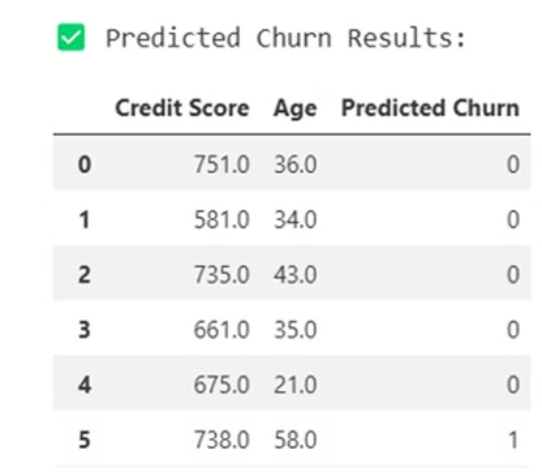 ✅ Predicted Churn Results:
Credit Score Age Predicted Churn
0 751.0 36.0 0
1 581.0 34.0 0
2 735.0 43.0 0
3 661.0 35.0 0
4 675.0 21.0 0
5 738.0 58.0 1